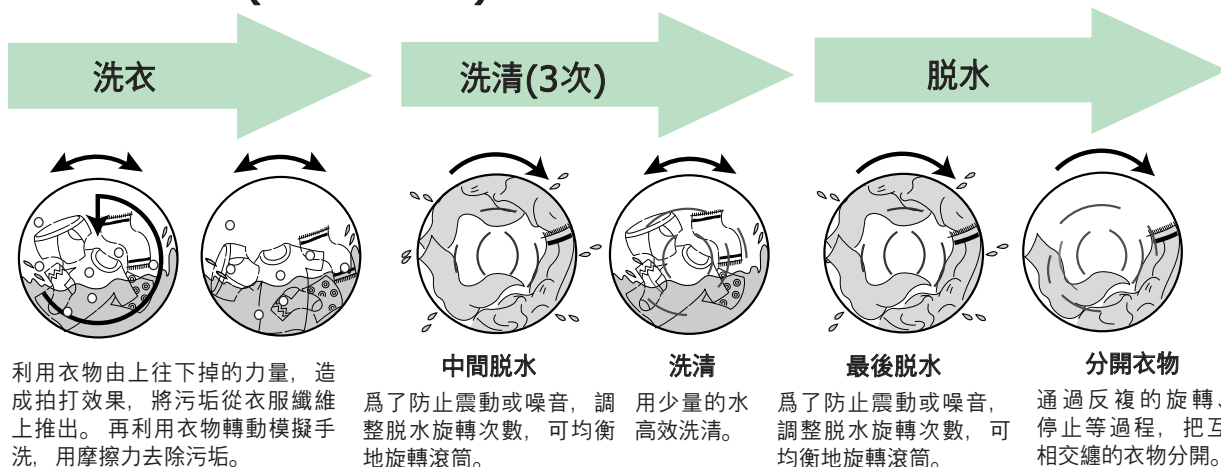 洗衣
洗清(3次)
脱水
利用衣物由上往下掉的力量, 造
成拍打效果, 將污垢從衣服纖維
上推出。 再利用衣物轉動模擬手
洗, 用摩擦力去除污垢。
中間脱水
爲了防止震動或噪音, 調
整脱水旋轉次數, 可均衡
地旋轉滾筒。
洗清
用少量的水
高效洗清。
最後脱水
爲了防止震動或噪音,
調整脱水旋轉次數, 可
均衡地旋轉滾筒。
分開衣物
通過反複的旋轉、
停止等過程, 把互
相交纏的衣物分開。